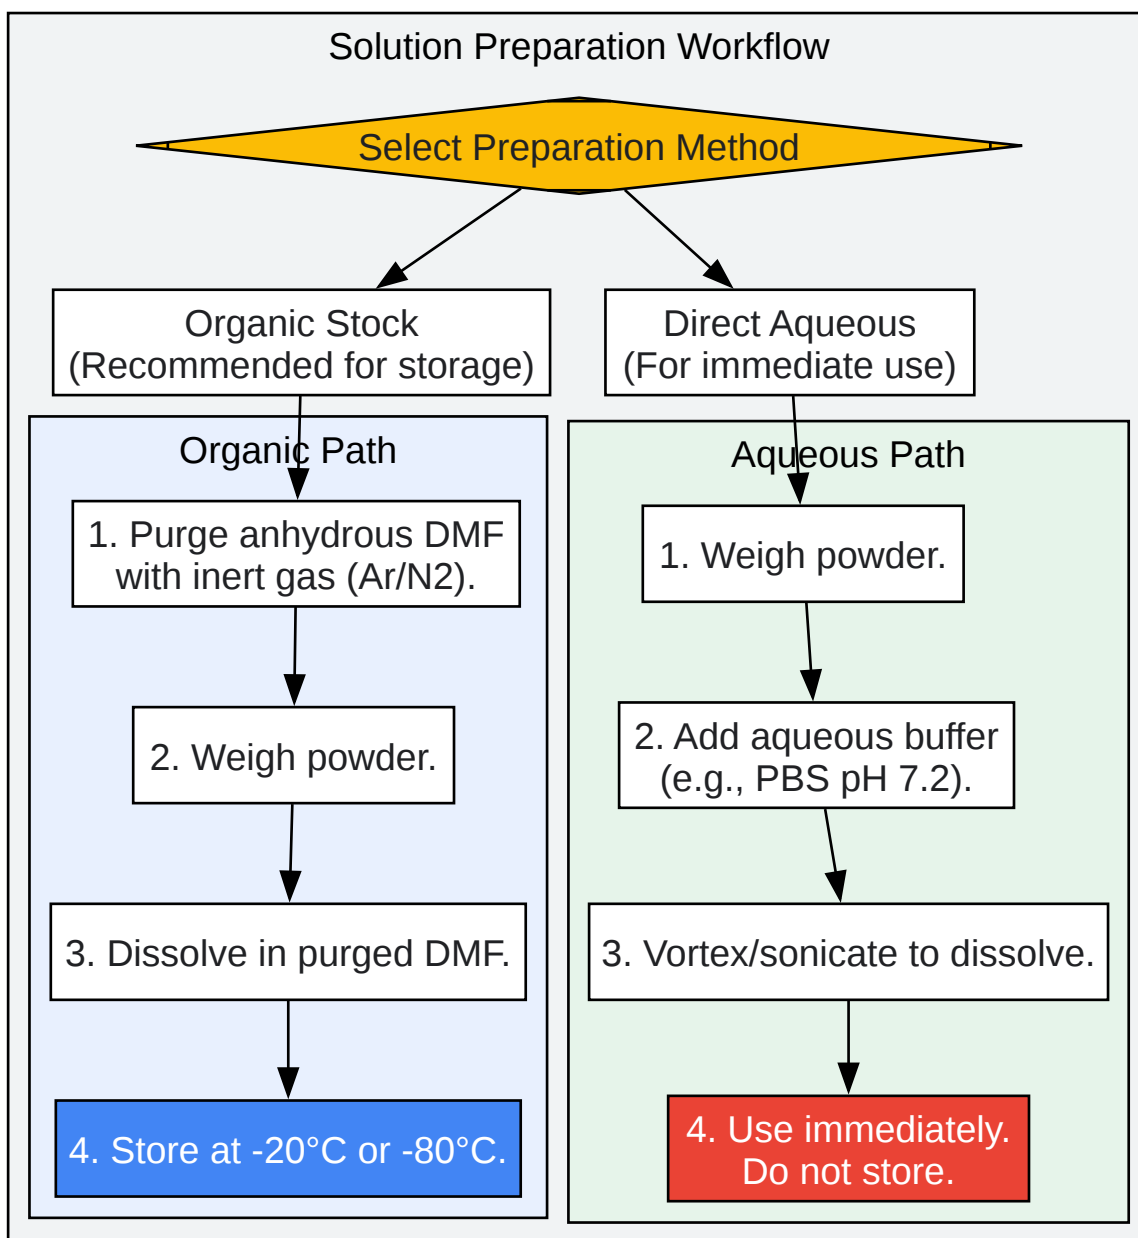 Solution Preparation Workflow
Select Preparation Method
Organic Stock
(Recommended for storage)
Direct Aqueous
(For immediate use)
Organic Path
1. Purge anhydrous DMF
with inert gas (Ar/N2).
2. Weigh powder.
3. Dissolve in purged DMF.
4. Store at -20°C or -80°C.
Aqueous Path
1. Weigh powder.
2. Add aqueous buffer
(e.g., PBS pH 7.2).
3. Vortex/sonicate to dissolve.
4. Use immediately.
Do not store.